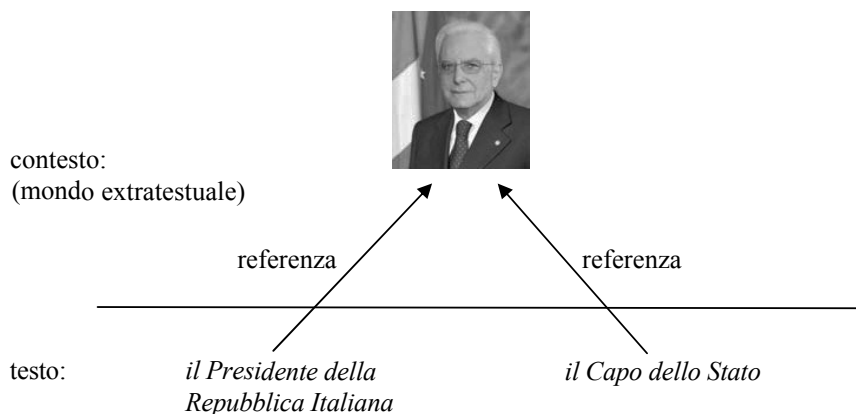 contesto:
(mondo extratestuale)
referenza referenza
testo: il Presidente della il Capo dello Stato
Repubblica Italiana